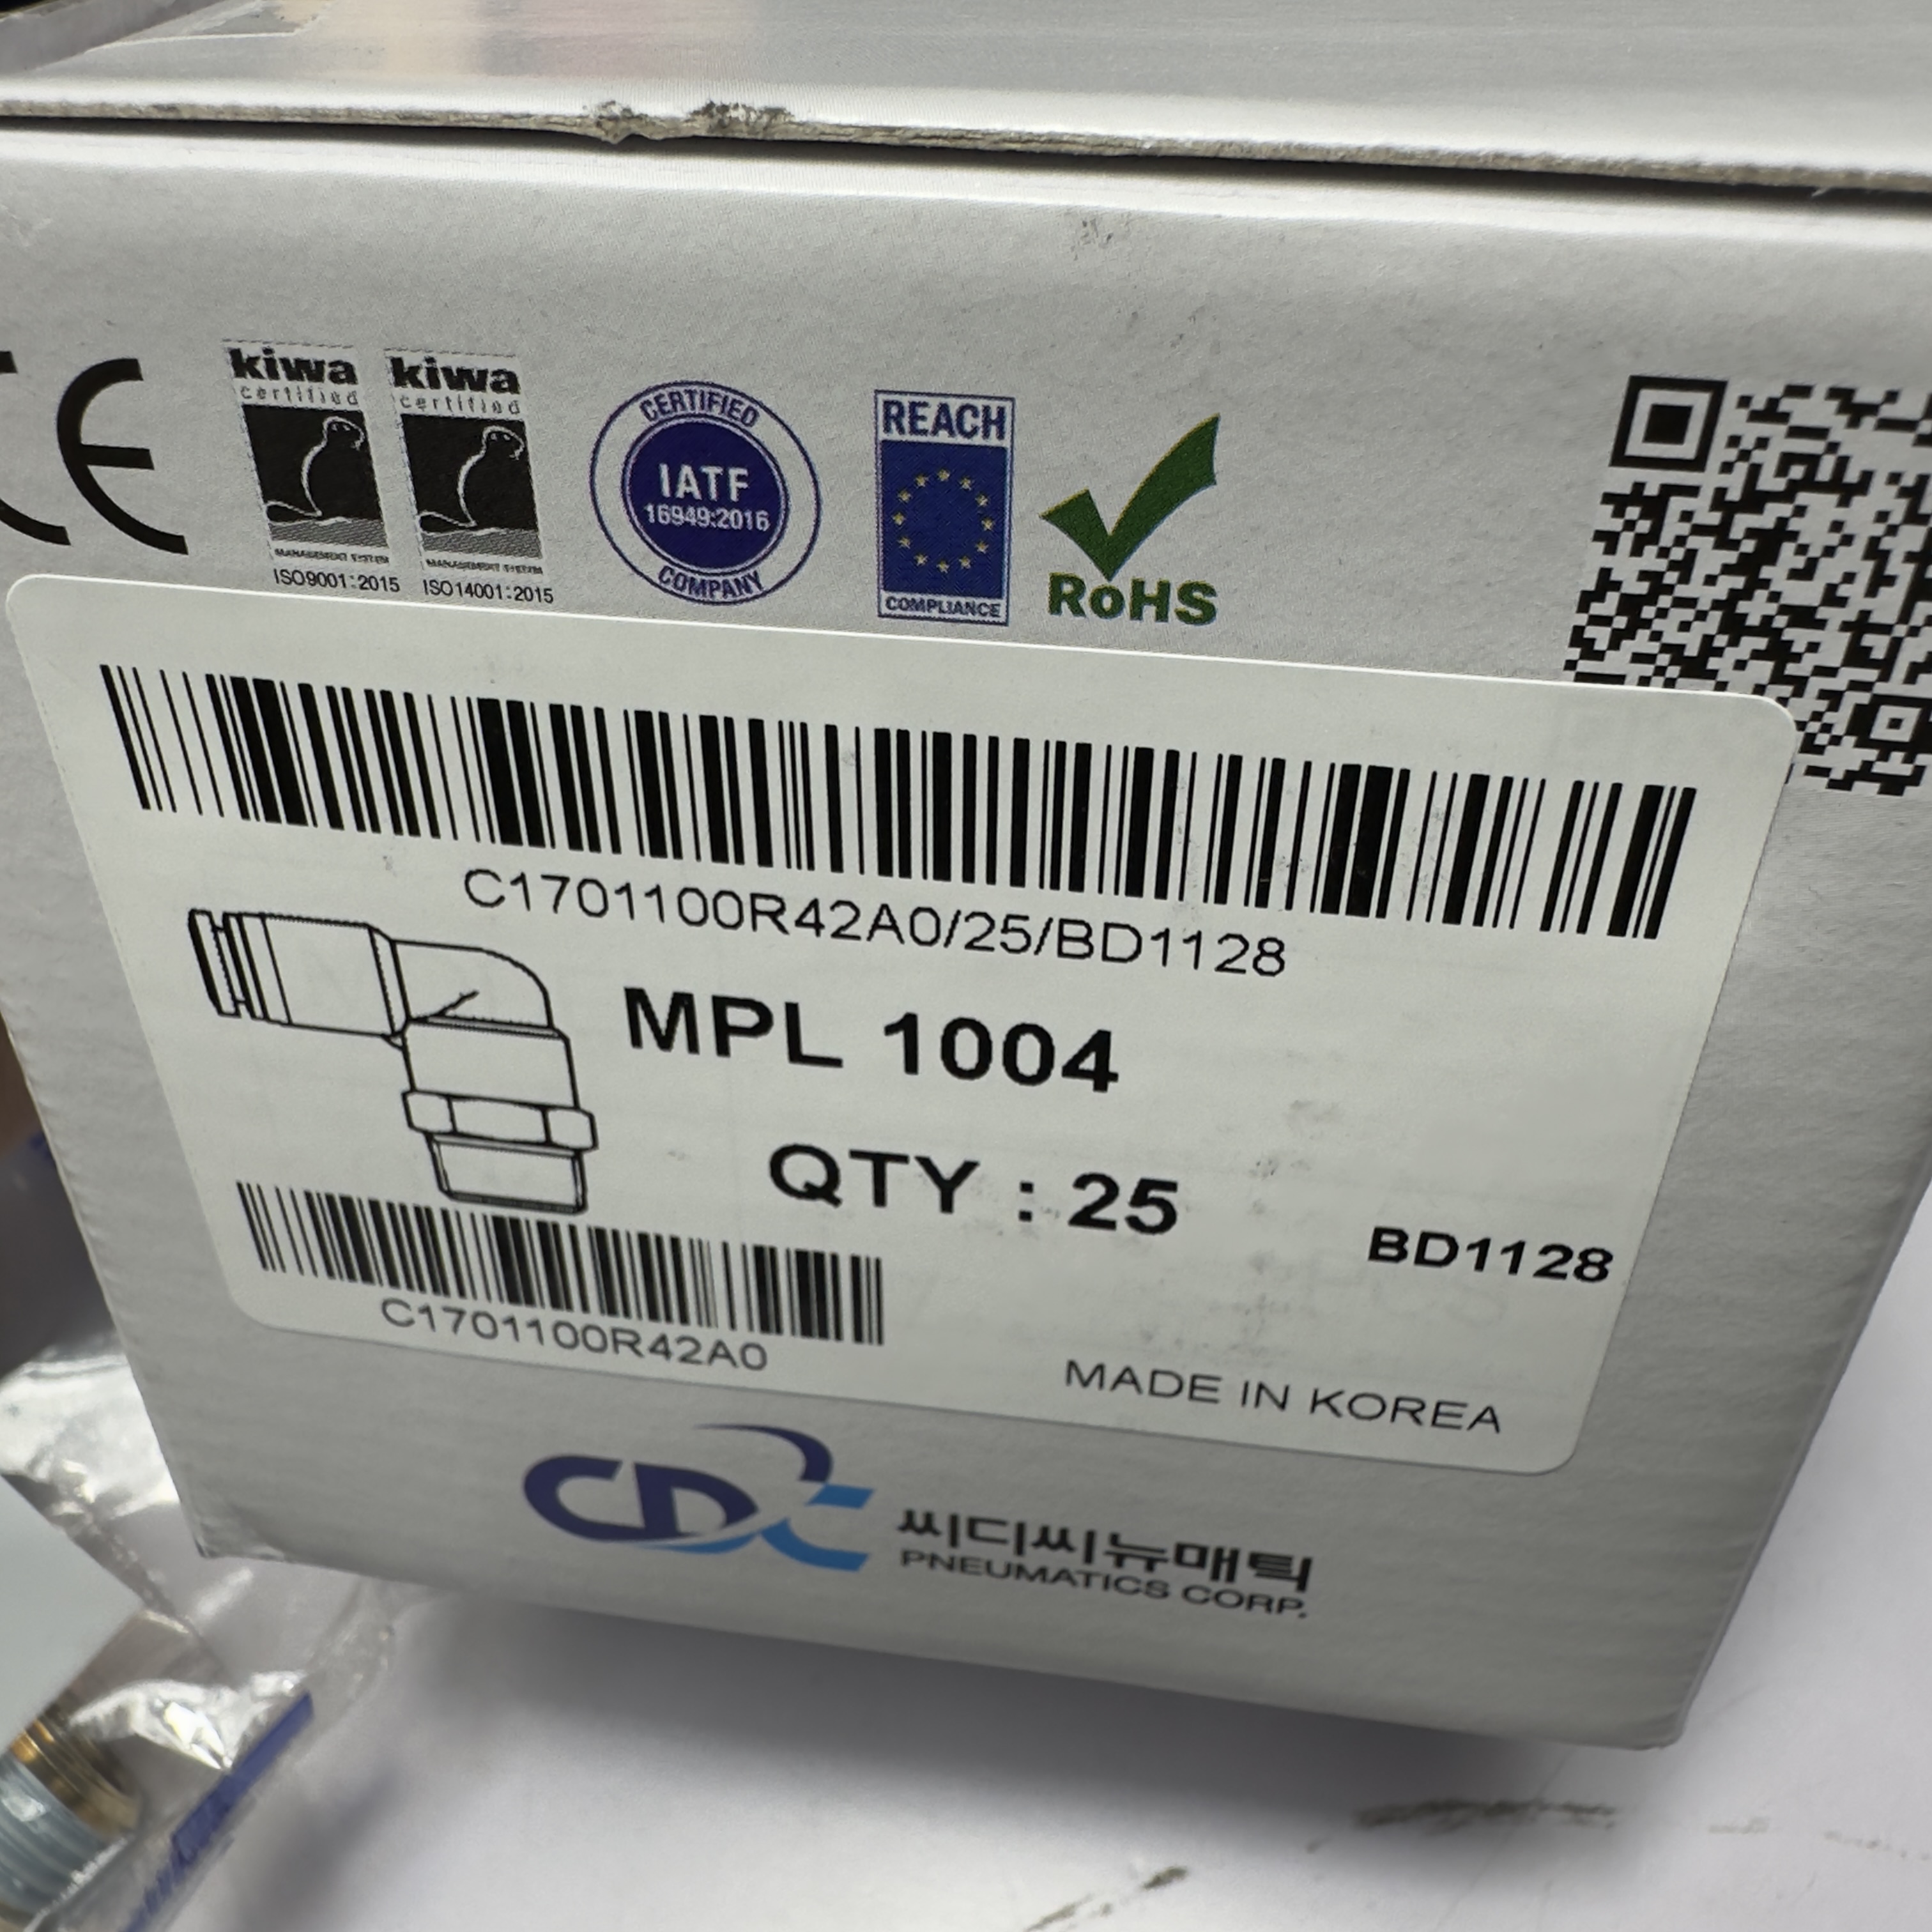 CE
kiwa
certified
MANAGEMENT SYSTEM
ISO9001:2015
kiwa
certified
MANAGEMENT SYSTEM
ISO14001:2015
CERTIFIED
IATF
16949:2016
COMPANY
REACH
COMPLIANCE
RoHS
C1701100R42A0/25/BD1128
MPL 1004
QTY : 25
BD1128
C1701100R42A0
MADE IN KOREA
CDC
씨디씨뉴매틱
PNEUMATICS CORP.